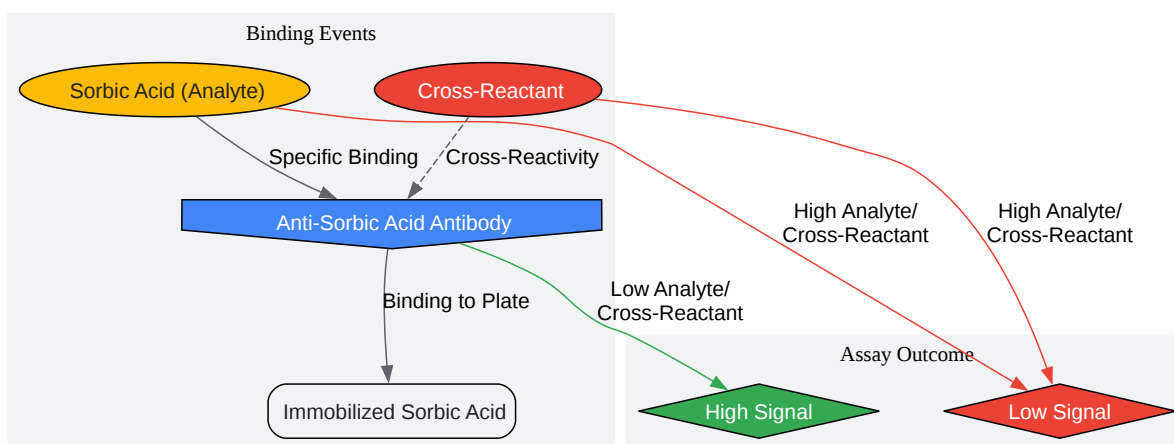 Binding Events
Sorbic Acid (Analyte)
Cross-Reactant
Specific Binding
Cross-Reactivity
Anti-Sorbic Acid Antibody
High Analyte/
Cross-Reactant
High Analyte/
Cross-Reactant
Binding to Plate
Low Analyte/
Cross-Reactant
Assay Outcome
Immobilized Sorbic Acid
High Signal
Low Signal